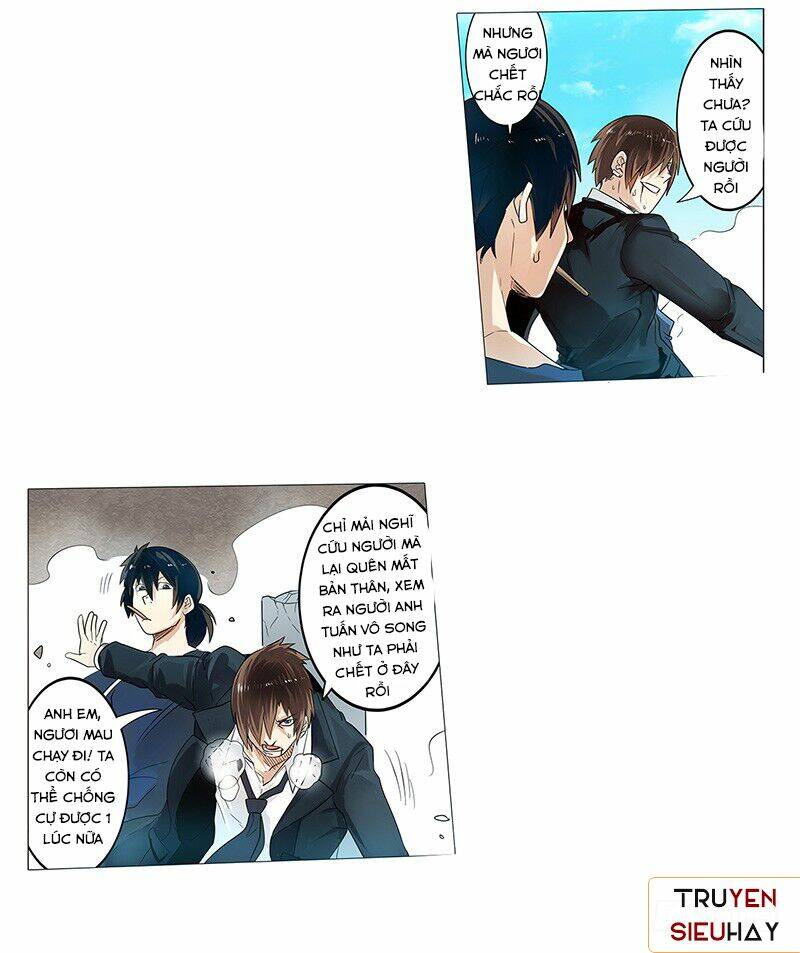 NHƯNG
MÀ NGƯƠI
CHẾT
CHẮC RỒI
NHÌN
THẤY
CHƯA?
TA CỨU
ĐƯỢC
NGƯỜI
RỒI
CHỈ MẢI NGHĨ
CỨU NGƯỜI MÀ
LẠI QUÊN MẤT
BẢN THÂN, XEM
RA NGƯỜI ANH
TUẤN VÔ SONG
NHƯ TA PHẢI
CHẾT Ở ĐÂY
RỒI
ANH EM,
NGƯƠI MAU
CHẠY ĐI! TA
CÒN CÓ
THỂ CHỐNG
CỰ ĐƯỢC 1
LÚC NỮA
TRUYEN
SIEUHAY